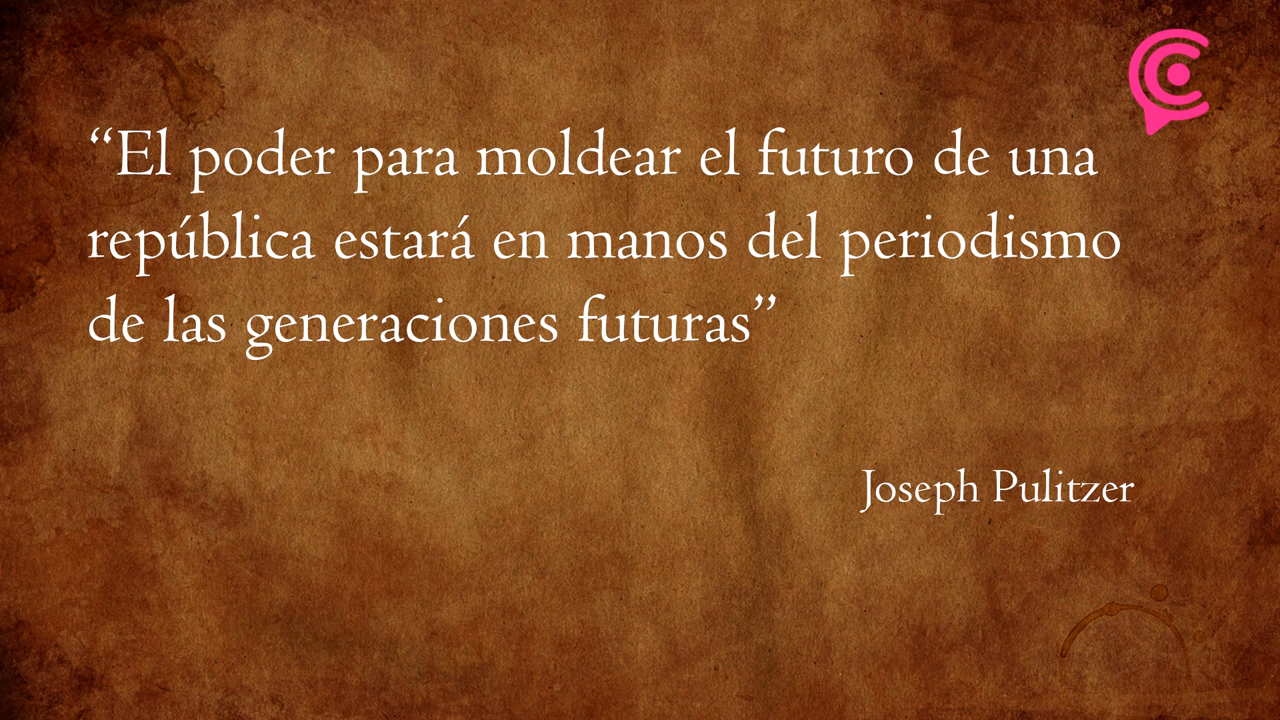 “El poder para moldear el futuro de una
república estará en manos del periodismo
de las generaciones futuras”
Joseph Pulitzer